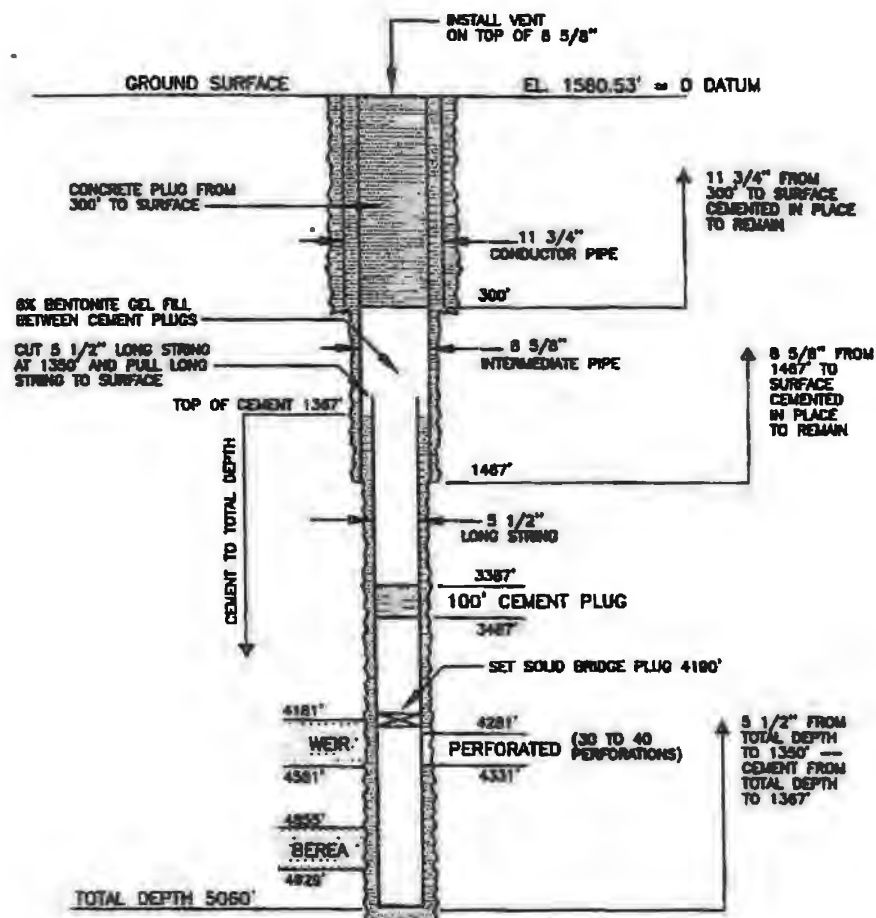 INSTALL VENT
ON TOP OF 8 5/8"
GROUND SURFACE
EL. 1580.53' = 0 DATUM
CONCRETE PLUG FROM
300' TO SURFACE
11 3/4" FROM
300' TO SURFACE
CEMENTED IN PLACE
TO REMAIN
11 3/4"
CONDUCTOR PIPE
300'
6% BENTONITE GEL FILL
BETWEEN CEMENT PLUGS
CUT 5 1/2" LONG STRING
AT 1350' AND PULL LONG
STRING TO SURFACE
8 5/8"
INTERMEDIATE PIPE
8 5/8" FROM
1467' TO
SURFACE
CEMENTED
IN PLACE
TO REMAIN
TOP OF CEMENT 1367'
1467'
CEMENT TO TOTAL DEPTH
5 1/2"
LONG STRING
3387'
100' CEMENT PLUG
3487'
SET SOLID BRIDGE PLUG 4190'
4181'
4281'
WEIR
PERFORATED (30 TO 40
PERFORATIONS)
4331'
5 1/2" FROM
TOTAL DEPTH
TO 1350' —
CEMENT FROM
TOTAL DEPTH
TO 1367'
BEREA
TOTAL DEPTH 5060'